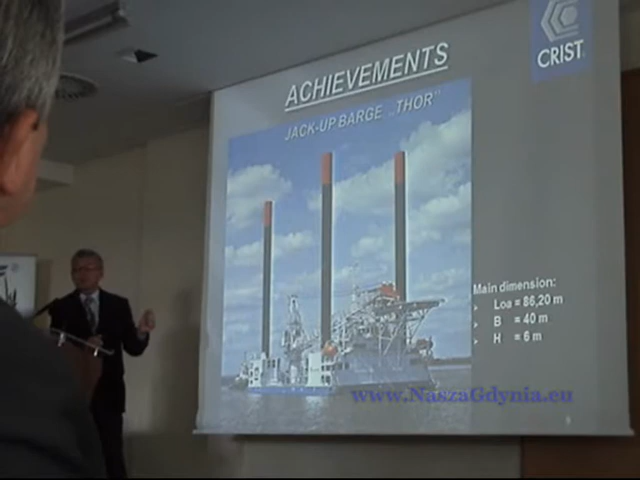 CRIST
ACHIEVEMENTS
JACK-UP BARGE „THOR"
Main dimension:
Loa = 86,20 m
B = 40 m
H = 6 m
www.NaszaGdynia.eu